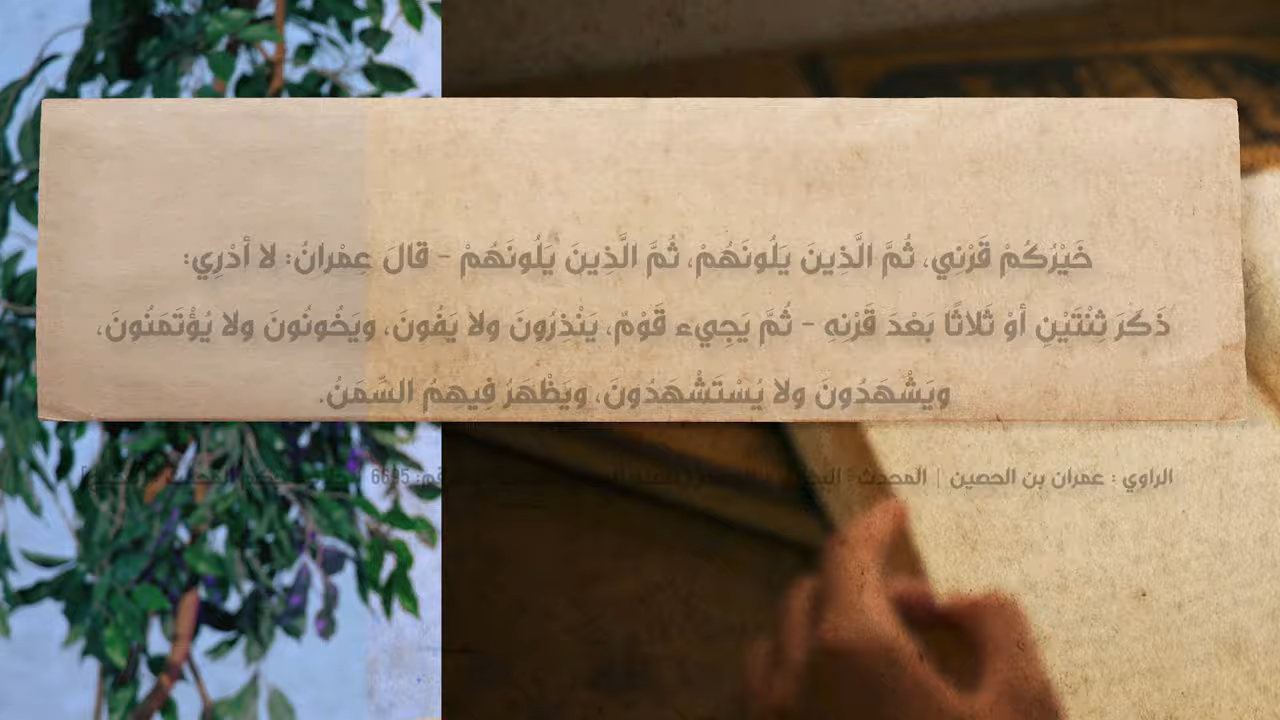 خَيْرُكُمْ قَرْنِي، ثُمَّ الَّذِينَ يَلُونَهُمْ، ثُمَّ الَّذِينَ يَلُونَهُمْ - قالَ عِمْرانُ: لا أدْرِي:
ذَكَرَ ثِنْتَيْنِ أوْ ثَلاثًا بَعْدَ قَرْنِهِ - ثُمَّ يَجِيء قَوْمٌ، يَنْذِرُونَ ولا يَفُونَ، ويَخُونُونَ ولا يُؤْتَمَنُونَ،
ويَشْهَدُونَ ولا يُسْتَشْهَدُونَ، ويَظْهَرُ فِيهِمُ السِّمَنُ.
الراوي : عمران بن الحصين | المحدث : 6695